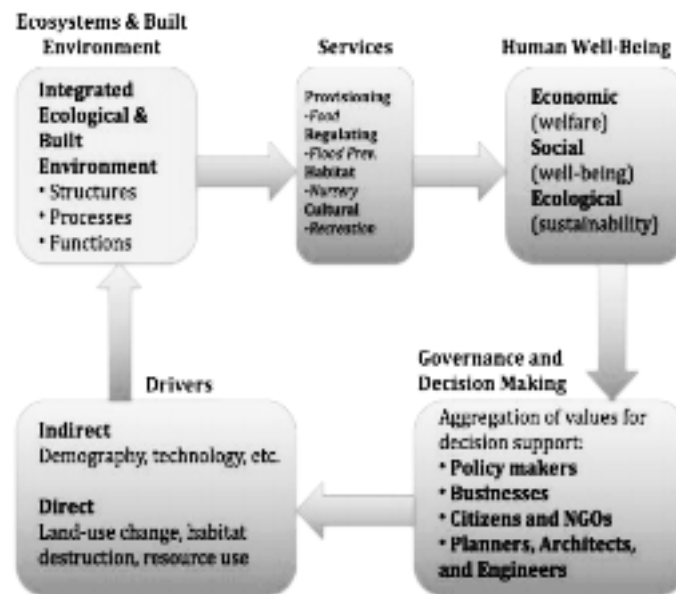 Ecosystems & Built
Environment
Integrated
Ecological &
Built
Environment
• Structures
• Processes
• Functions
Services
Provisioning
-Food
Regulating
-Flood Prev.
Habitat
-Nursery
Cultural
-Recreation
Human Well-Being
Economic
(welfare)
Social
(well-being)
Ecological
(sustainability)
Governance and
Decision Making
Aggregation of values for
decision support:
• Policy makers
• Businesses
• Citizens and NGOs
• Planners, Architects,
and Engineers
Drivers
Indirect
Demography, technology, etc.
Direct
Land-use change, habitat
destruction, resource use